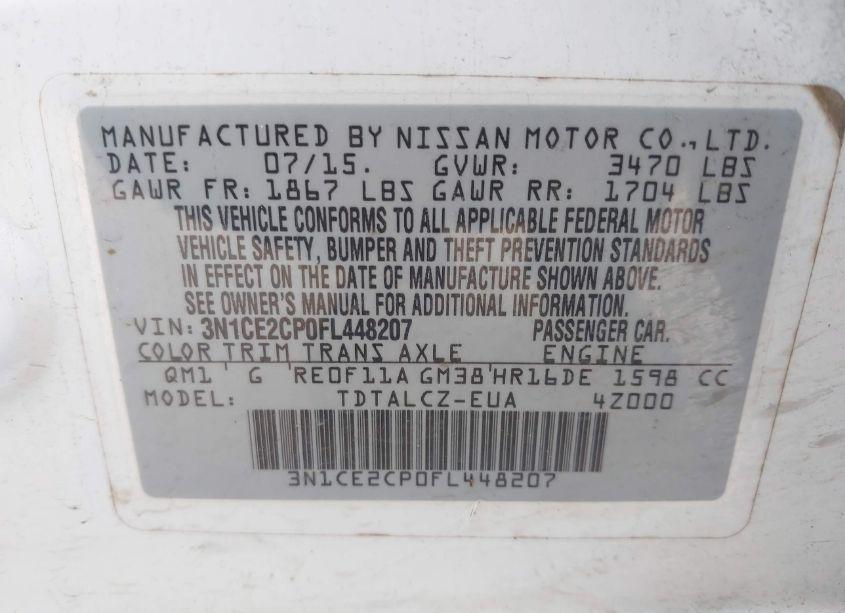 MANUFACTURED BY NISSAN MOTOR CO., LTD.
DATE: 07/15. GVWR: 3470 LBS
GAWR FR: 1867 LBS GAWR RR: 1704 LBS
THIS VEHICLE CONFORMS TO ALL APPLICABLE FEDERAL MOTOR
VEHICLE SAFETY, BUMPER AND THEFT PREVENTION STANDARDS
IN EFFECT ON THE DATE OF MANUFACTURE SHOWN ABOVE.
SEE OWNER'S MANUAL FOR ADDITIONAL INFORMATION.
VIN: 3N1CE2CP0FL448207 PASSENGER CAR.
COLOR TRIM TRANS AXLE ENGINE
QM1 G RE0F11A GM38 HR16DE 1598 CC
MODEL: TDTALCZ-EUA 4Z000
3N1CE2CP0FL448207